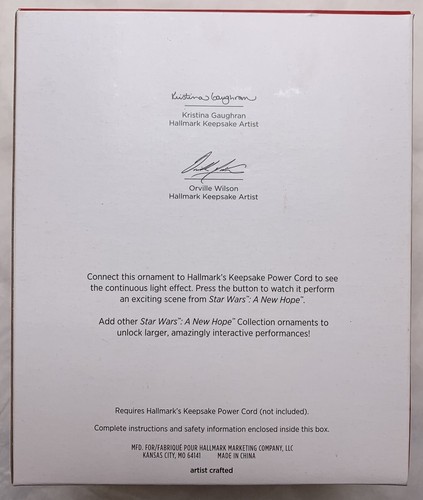 Kristina Gaughran
Kristina Gaughran
Hallmark Keepsake Artist
Orville Wilson
Hallmark Keepsake Artist
Connect this ornament to Hallmark's Keepsake Power Cord to see
the continuous light effect. Press the button to watch it perform
an exciting scene from Star Wars™: A New Hope™.
Add other Star Wars™: A New Hope™ Collection ornaments to
unlock larger, amazingly interactive performances!
Requires Hallmark's Keepsake Power Cord (not included).
Complete instructions and safety information enclosed inside this box.
MFD. FOR/FABRIQUÉ POUR HALLMARK MARKETING COMPANY, LLC
KANSAS CITY, MO 64141 MADE IN CHINA
artist crafted